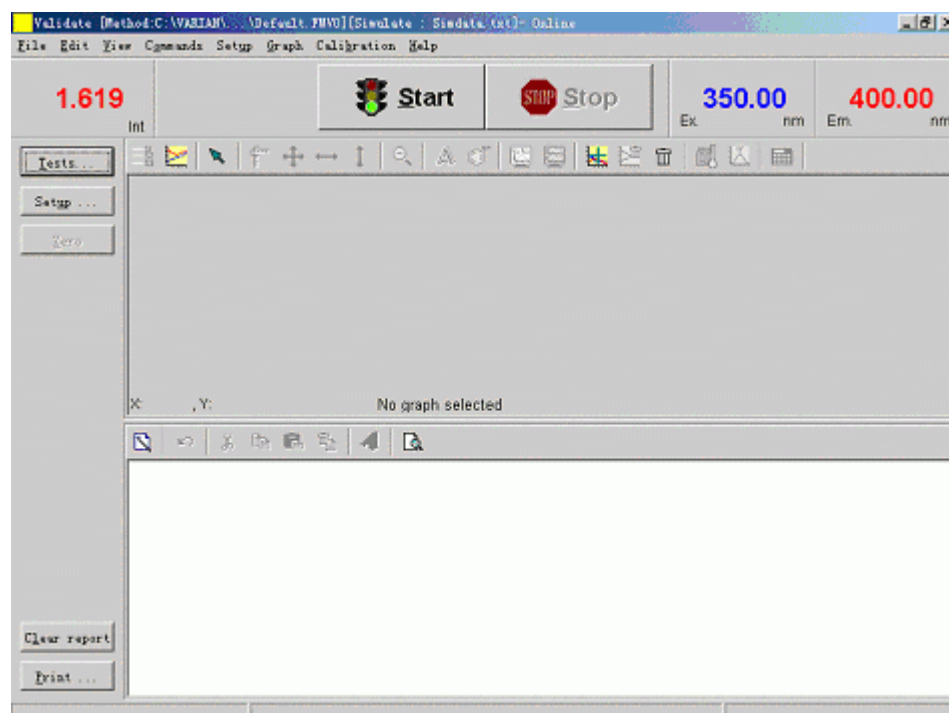 Validate [Method:C:\VARIAN\... \Default.FMVO][Simulate : Simdata.txt]- Online
File Edit View Commands Setup Graph Calibration Help
1.619 Int
Start
STOP Stop
350.00 Ex. nm
400.00 Em. nm
Tests...
Setup ...
Zero
X: , Y: No graph selected
Clear report
Print ...